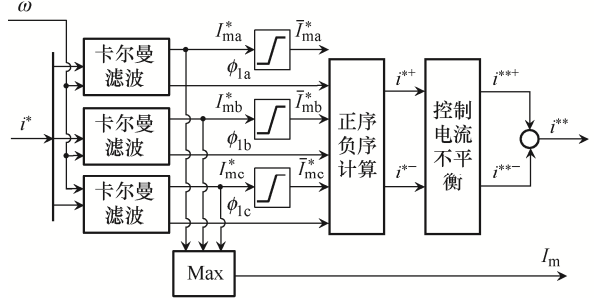 ω
i*
卡尔曼
滤波
I*ma
Ī*ma
ϕ1a
卡尔曼
滤波
I*mb
Ī*mb
ϕ1b
卡尔曼
滤波
I*mc
Ī*mc
ϕ1c
正序
负序
计算
i*+
i*−
控制
电流
不平
衡
i**+
i**−
i**
Max
Im